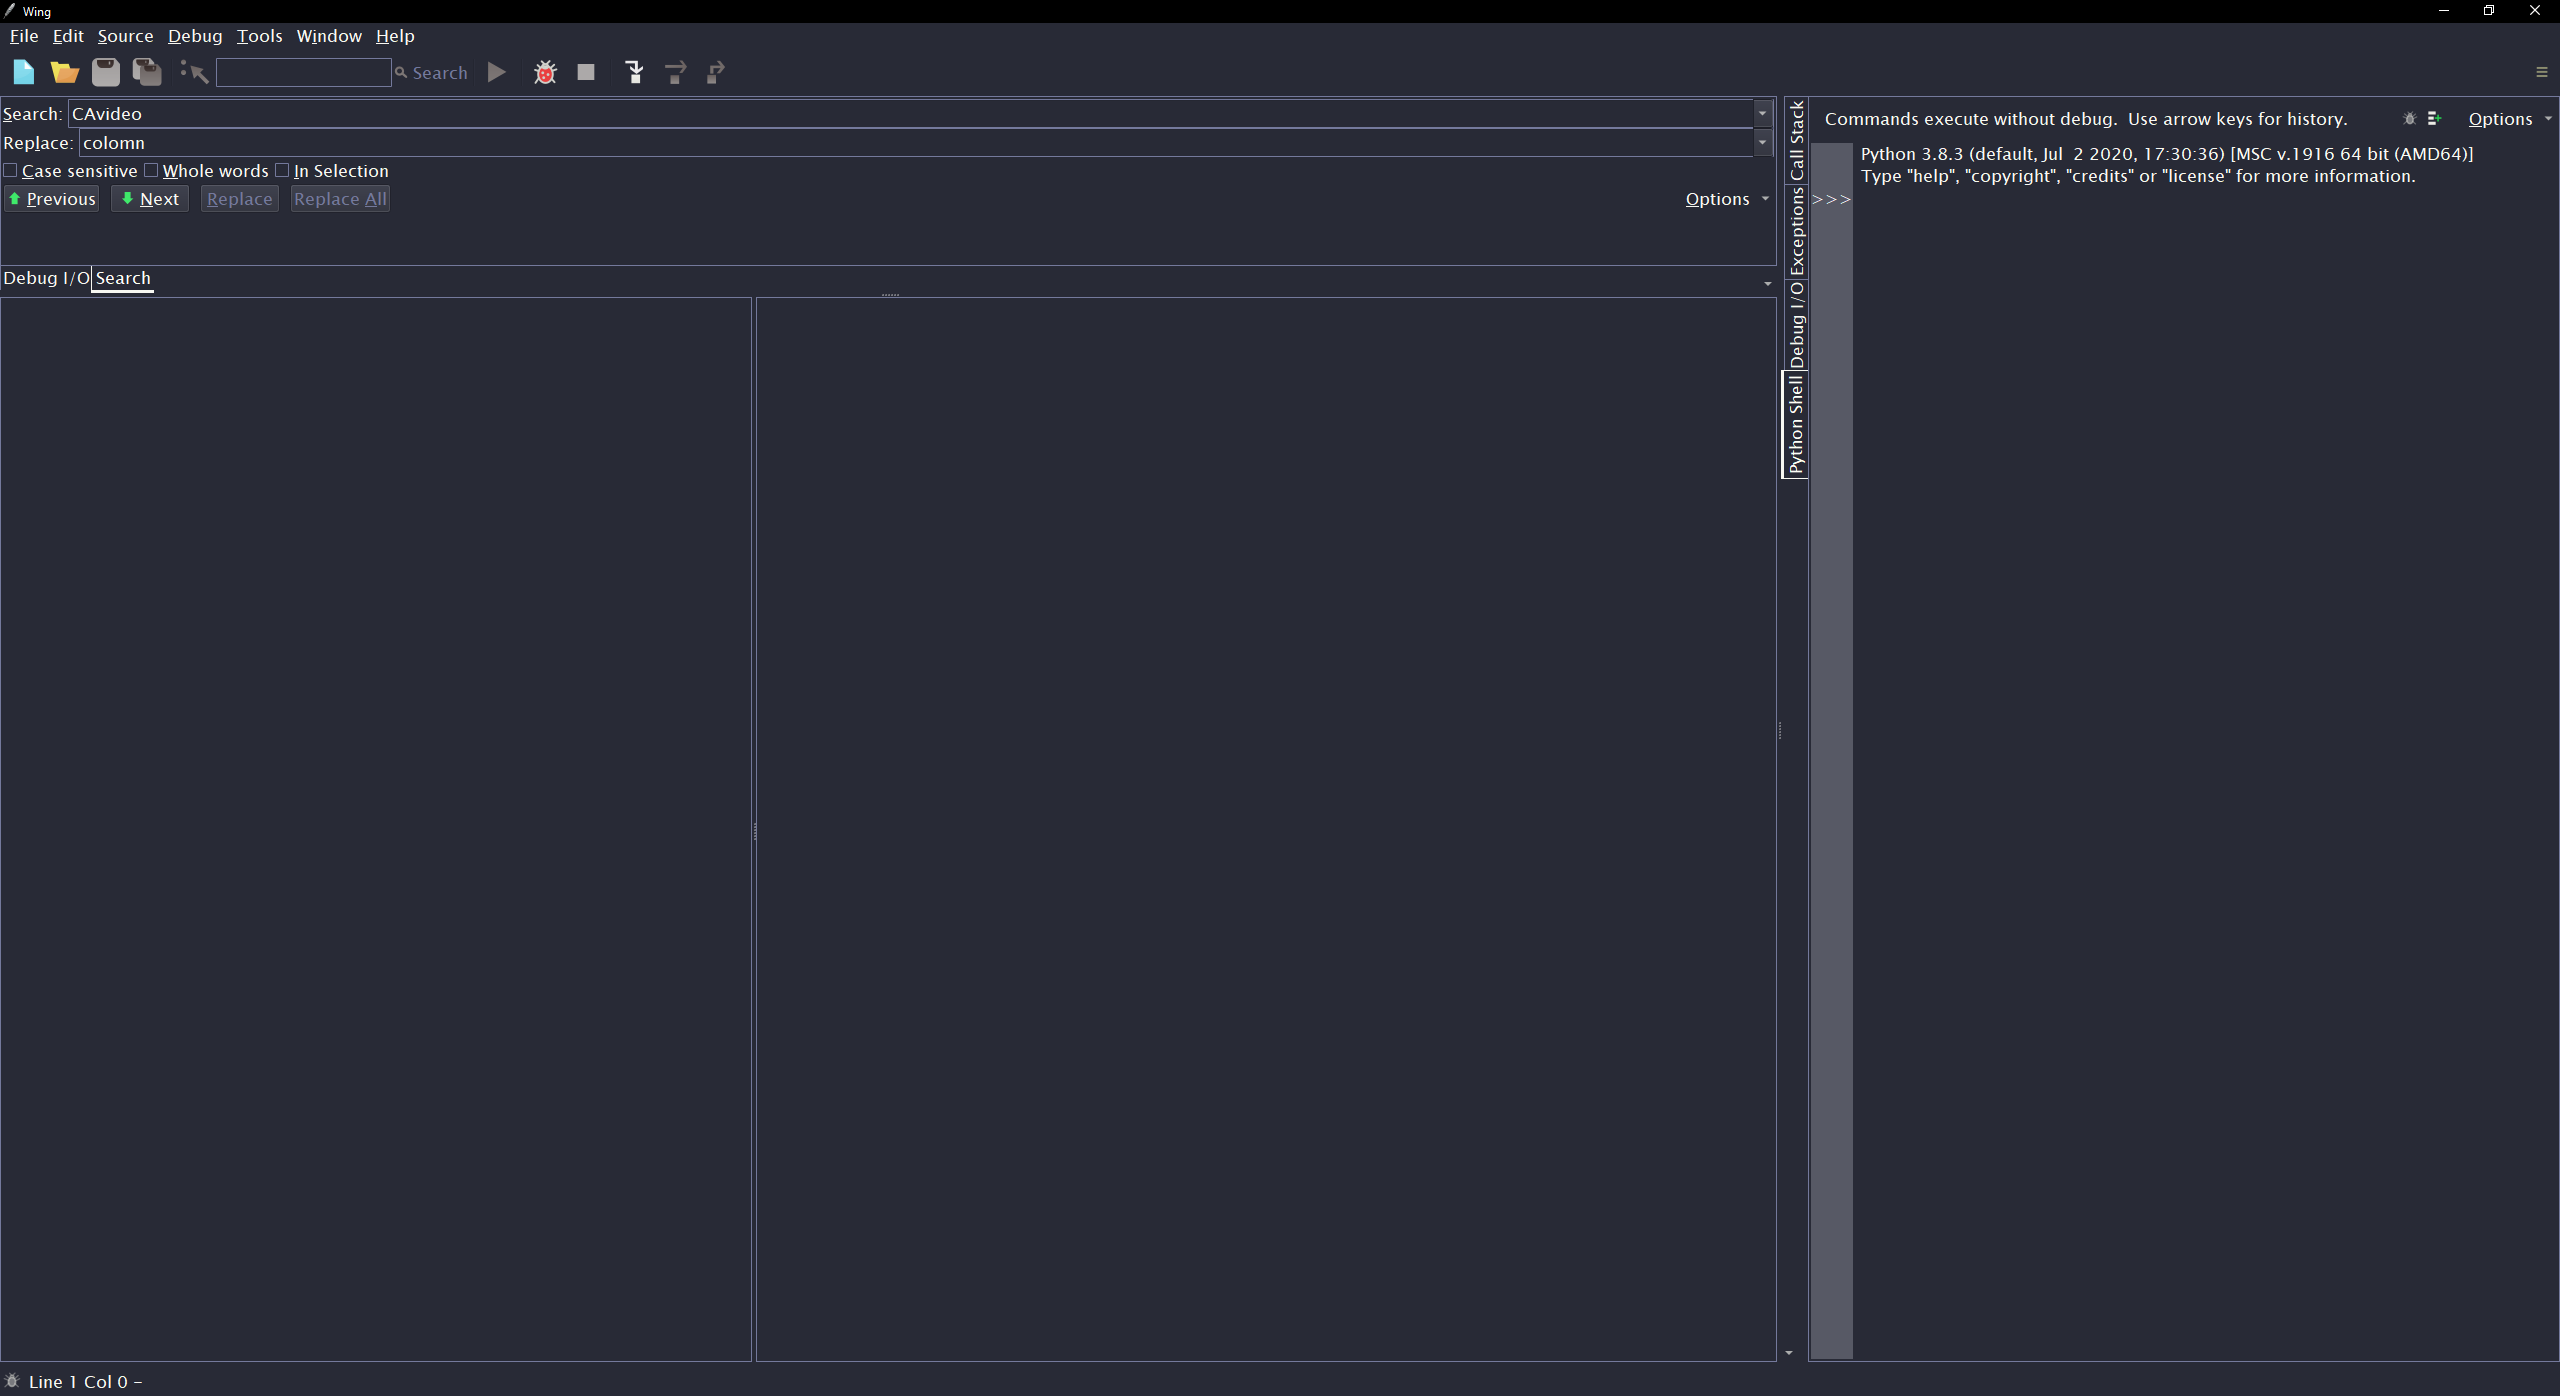 Wing
File Edit Source Debug Tools Window Help
Search
Search: CAvideo
Replace: colomn
Case sensitive Whole words In Selection
Previous Next Replace Replace All Options
Debug I/O Search
Call Stack
Exceptions
Debug I/O
Python Shell
Commands execute without debug. Use arrow keys for history. Options
Python 3.8.3 (default, Jul 2 2020, 17:30:36) [MSC v.1916 64 bit (AMD64)]
Type "help", "copyright", "credits" or "license" for more information.
>>>
Line 1 Col 0 –